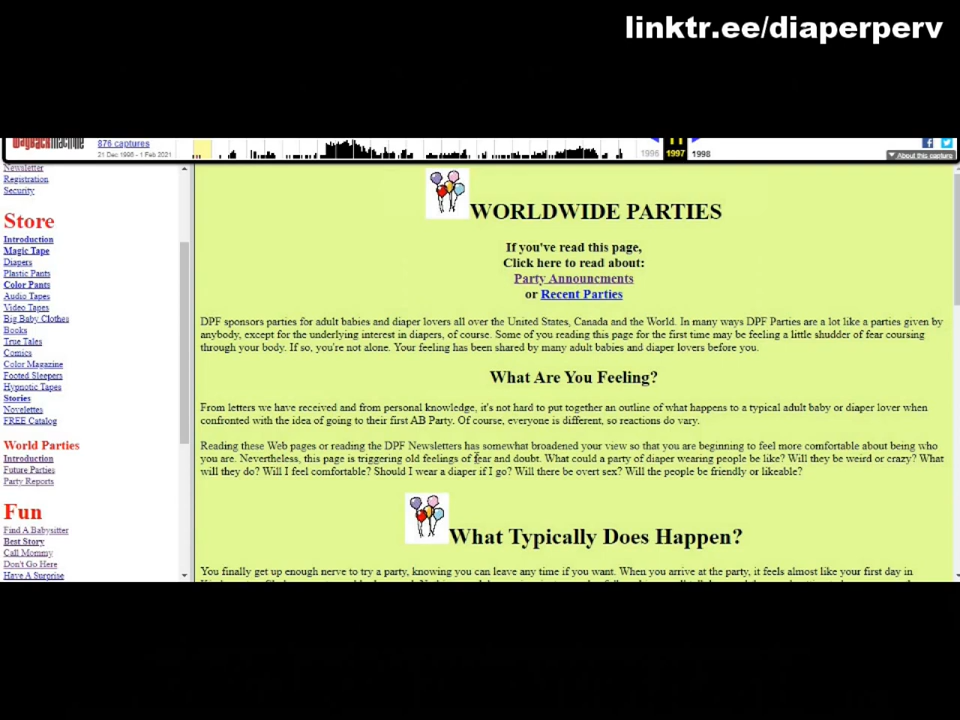 linktr.ee/diaperperv
WayBackMachine
876 captures
21 Dec 1996 - 1 Feb 2021
1996 1997 1998
About this capture
Newsletter
Registration
Security
Store
Introduction
Magic Tape
Diapers
Plastic Pants
Color Pants
Audio Tapes
Video Tapes
Big Baby Clothes
Books
True Tales
Comics
Color Magazine
Footed Sleepers
Hypnotic Tapes
Stories
Novelettes
FREE Catalog
World Parties
Introduction
Future Parties
Party Reports
Fun
Find A Babysitter
Best Story
Call Mommy
Don't Go Here
Have A Surprise
WORLDWIDE PARTIES
If you've read this page,
Click here to read about:
Party Announcments
or Recent Parties
DPF sponsors parties for adult babies and diaper lovers all over the United States, Canada and the World. In many ways DPF Parties are a lot like a parties given by
anybody, except for the underlying interest in diapers, of course. Some of you reading this page for the first time may be feeling a little shudder of fear coursing
through your body. If so, you're not alone. Your feeling has been shared by many adult babies and diaper lovers before you.
What Are You Feeling?
From letters we have received and from personal knowledge, it's not hard to put together an outline of what happens to a typical adult baby or diaper lover when
confronted with the idea of going to their first AB Party. Of course, everyone is different, so reactions do vary.
Reading these Web pages or reading the DPF Newsletters has somewhat broadened your view so that you are beginning to feel more comfortable about being who
you are. Nevertheless, this page is triggering old feelings of fear and doubt. What could a party of diaper wearing people be like? Will they be weird or crazy? What
will they do? Will I feel comfortable? Should I wear a diaper if I go? Will there be overt sex? Will the people be friendly or likeable?
What Typically Does Happen?
You finally get up enough nerve to try a party, knowing you can leave any time if you want. When you arrive at the party, it feels almost like your first day in